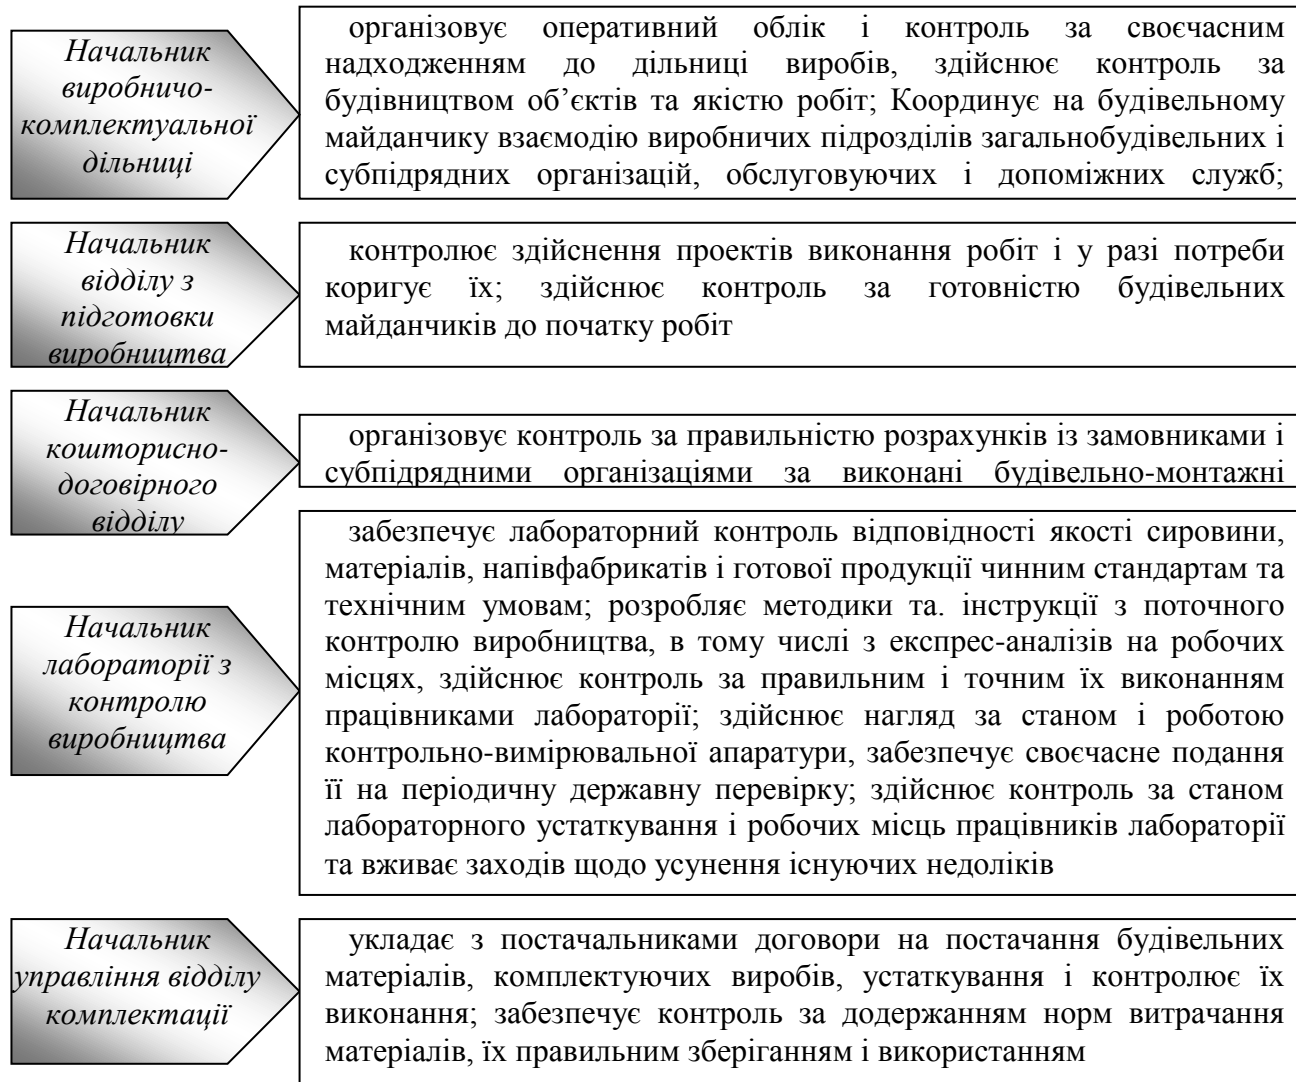 Начальник
виробничо-
комплектуальної
дільниці
організовує оперативний облік і контроль за своєчасним
надходженням до дільниці виробів, здійснює контроль за
будівництвом об’єктів та якістю робіт; Координує на будівельному
майданчику взаємодію виробничих підрозділів загальнобудівельних і
субпідрядних організацій, обслуговуючих і допоміжних служб;
Начальник
відділу з
підготовки
виробництва
контролює здійснення проектів виконання робіт і у разі потреби
коригує їх; здійснює контроль за готовністю будівельних
майданчиків до початку робіт
Начальник
кошторисно-
договірного
відділу
організовує контроль за правильністю розрахунків із замовниками і
субпідрядними організаціями за виконані будівельно-монтажні
Начальник
лабораторії з
контролю
виробництва
забезпечує лабораторний контроль відповідності якості сировини,
матеріалів, напівфабрикатів і готової продукції чинним стандартам та
технічним умовам; розробляє методики та. інструкції з поточного
контролю виробництва, в тому числі з експрес-аналізів на робочих
місцях, здійснює контроль за правильним і точним їх виконанням
працівниками лабораторії; здійснює нагляд за станом і роботою
контрольно-вимірювальної апаратури, забезпечує своєчасне подання
її на періодичну державну перевірку; здійснює контроль за станом
лабораторного устаткування і робочих місць працівників лабораторії
та вживає заходів щодо усунення існуючих недоліків
Начальник
управління відділу
комплектації
укладає з постачальниками договори на постачання будівельних
матеріалів, комплектуючих виробів, устаткування і контролює їх
виконання; забезпечує контроль за додержанням норм витрачання
матеріалів, їх правильним зберіганням і використанням